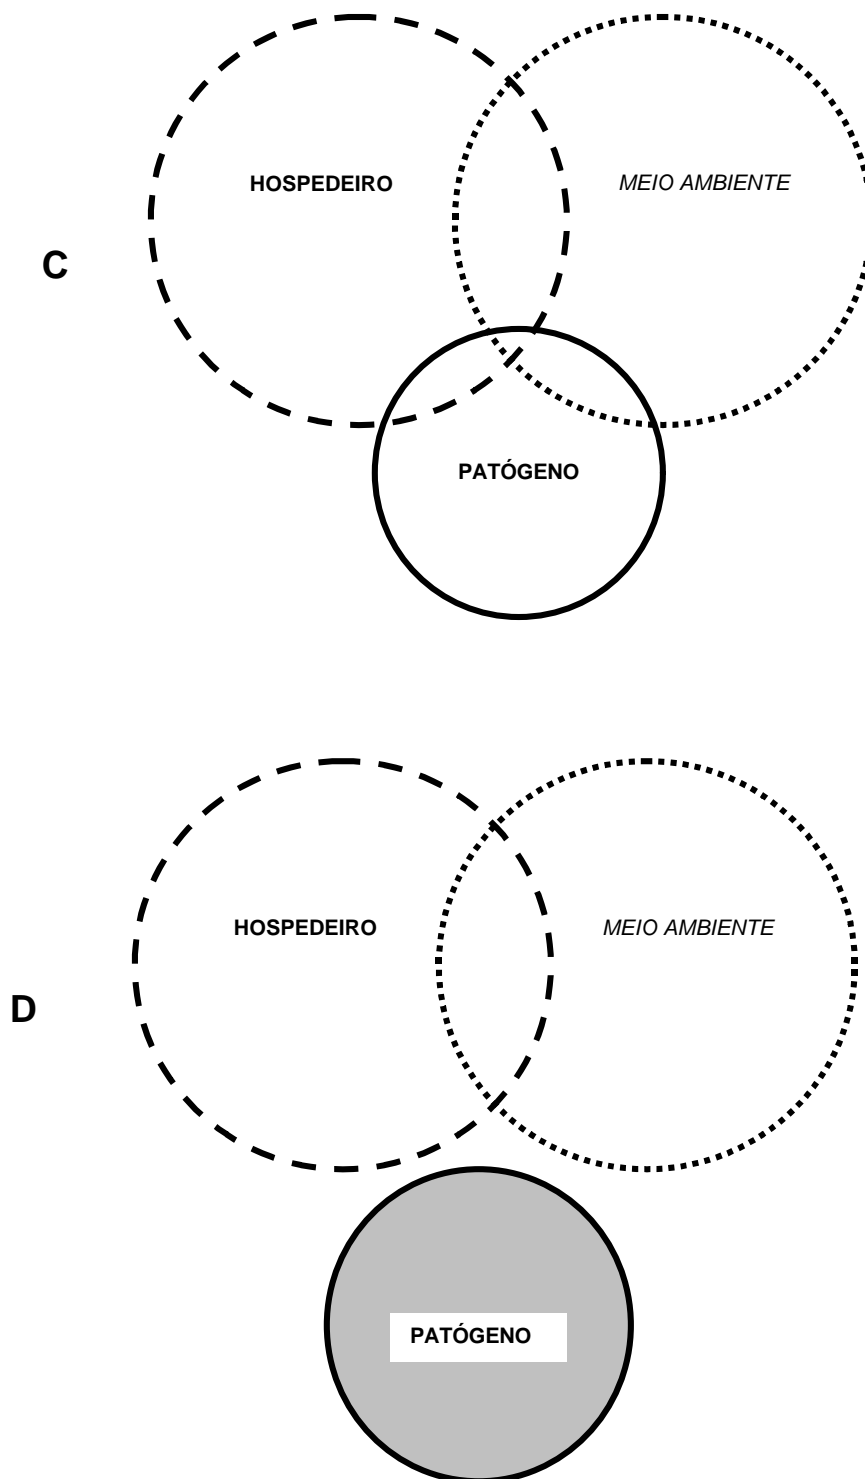 HOSPEDEIRO
MEIO AMBIENTE
C
PATÓGENO
HOSPEDEIRO
MEIO AMBIENTE
D
PATÓGENO